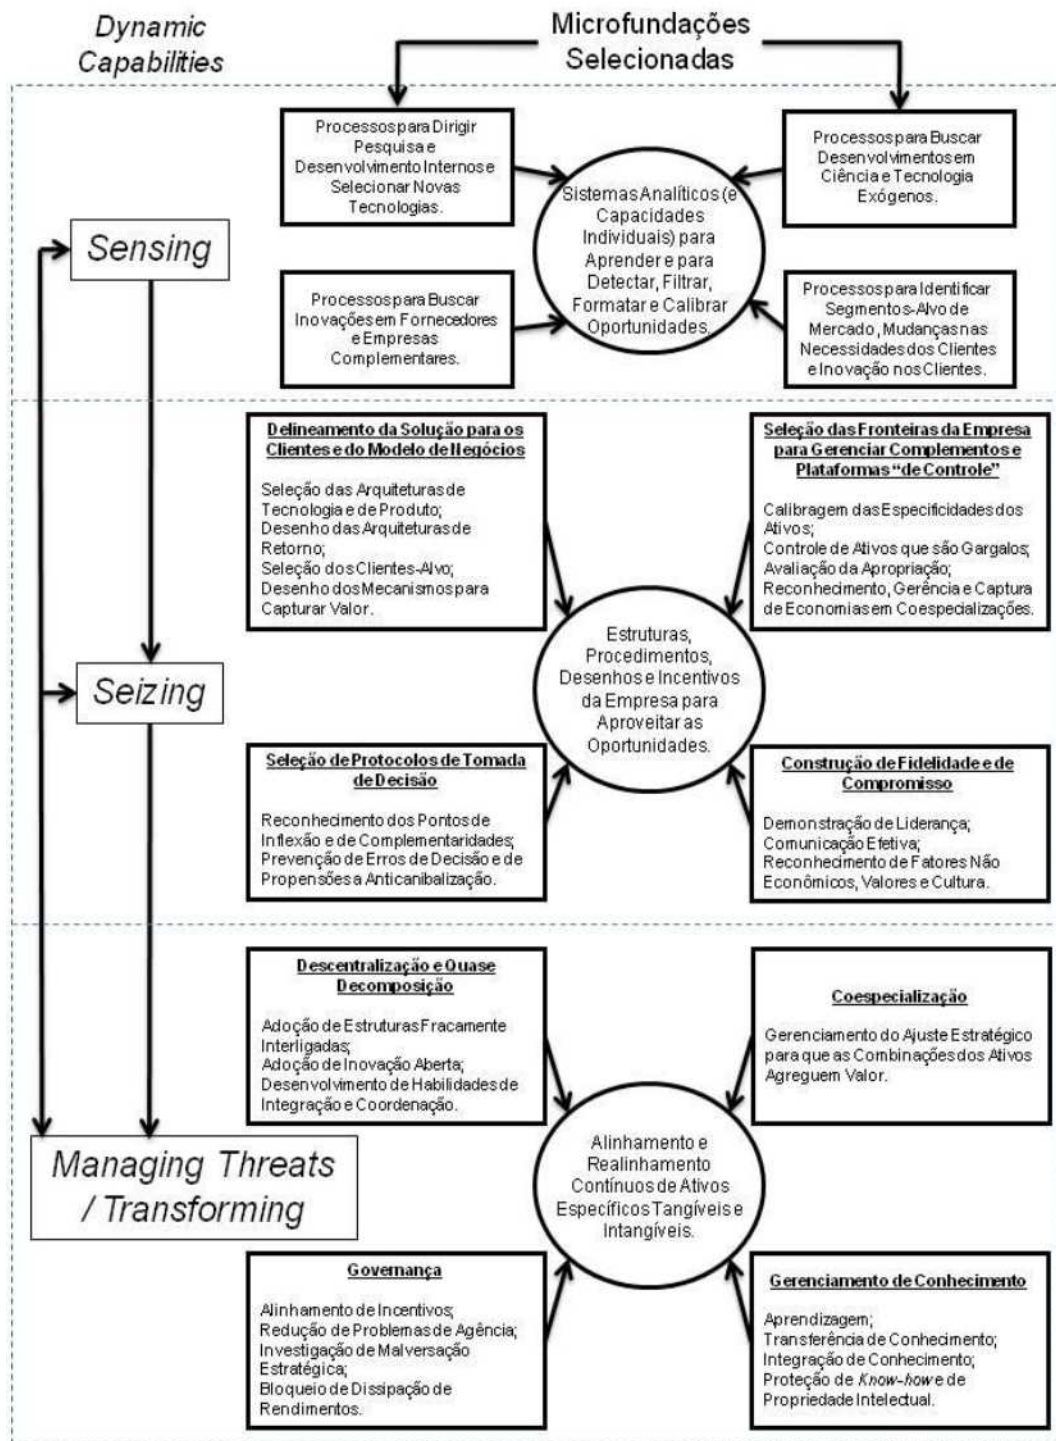 Dynamic
Capabilities
Microfundações
Selecionadas
Processos para Dirigir
Pesquisa e
Desenvolvimento Internos e
Selecionar Novas
Tecnologias.
Processos para Buscar
Desenvolvimentos em
Ciência e Tecnologia
Exógenos.
Sistemas Analíticos (e
Capacidades
Individuais) para
Aprender e para
Detectar, Filtrar,
Formatar e Calibrar
Oportunidades.
Sensing
Processos para Buscar
Inovações em Fornecedores
e Empresas
Complementares.
Processos para Identificar
Segmentos-Alvo de
Mercado, Mudanças nas
Necessidades dos Clientes
e Inovação nos Clientes.
Delineamento da Solução para os
Clientes e do Modelo de Negócios
Seleção das Arquiteturas de
Tecnologia e de Produto;
Desenho das Arquiteturas de
Retorno;
Seleção dos Clientes-Alvo;
Desenho dos Mecanismos para
Capturar Valor.
Seleção das Fronteiras da Empresa
para Gerenciar Complementos e
Plataformas “de Controle”
Calibragem das Especificidades dos
Ativos;
Controle de Ativos que são Gargalos;
Avaliação da Apropriação;
Reconhecimento, Gerência e Captura
de Economias em Coespecializações.
Estruturas,
Procedimentos,
Desenhos e Incentivos
da Empresa para
Aproveitar as
Oportunidades.
Seizing
Seleção de Protocolos de Tomada
de Decisão
Reconhecimento dos Pontos de
Inflexão e de Complementaridades;
Prevenção de Erros de Decisão e de
Propensões a Anticanibalização.
Construção de Fidelidade e de
Compromisso
Demonstração de Liderança;
Comunicação Efetiva;
Reconhecimento de Fatores Não
Econômicos, Valores e Cultura.
Descentralização e Quase
Decomposição
Adoção de Estruturas Fracamente
Interligadas;
Adoção de Inovação Aberta;
Desenvolvimento de Habilidades de
Integração e Coordenação.
Coespecialização
Gerenciamento do Ajuste Estratégico
para que as Combinações dos Ativos
Agreguem Valor.
Alinhamento e
Realinhamento
Contínuos de Ativos
Específicos Tangíveis e
Intangíveis.
Managing Threats
/ Transforming
Governança
Alinhamento de Incentivos;
Redução de Problemas de Agência;
Investigação de Malversação
Estratégica;
Bloqueio de Dissipação de
Rendimentos.
Gerenciamento de Conhecimento
Aprendizagem;
Transferência de Conhecimento;
Integração de Conhecimento;
Proteção de Know-how e de
Propriedade Intelectual.